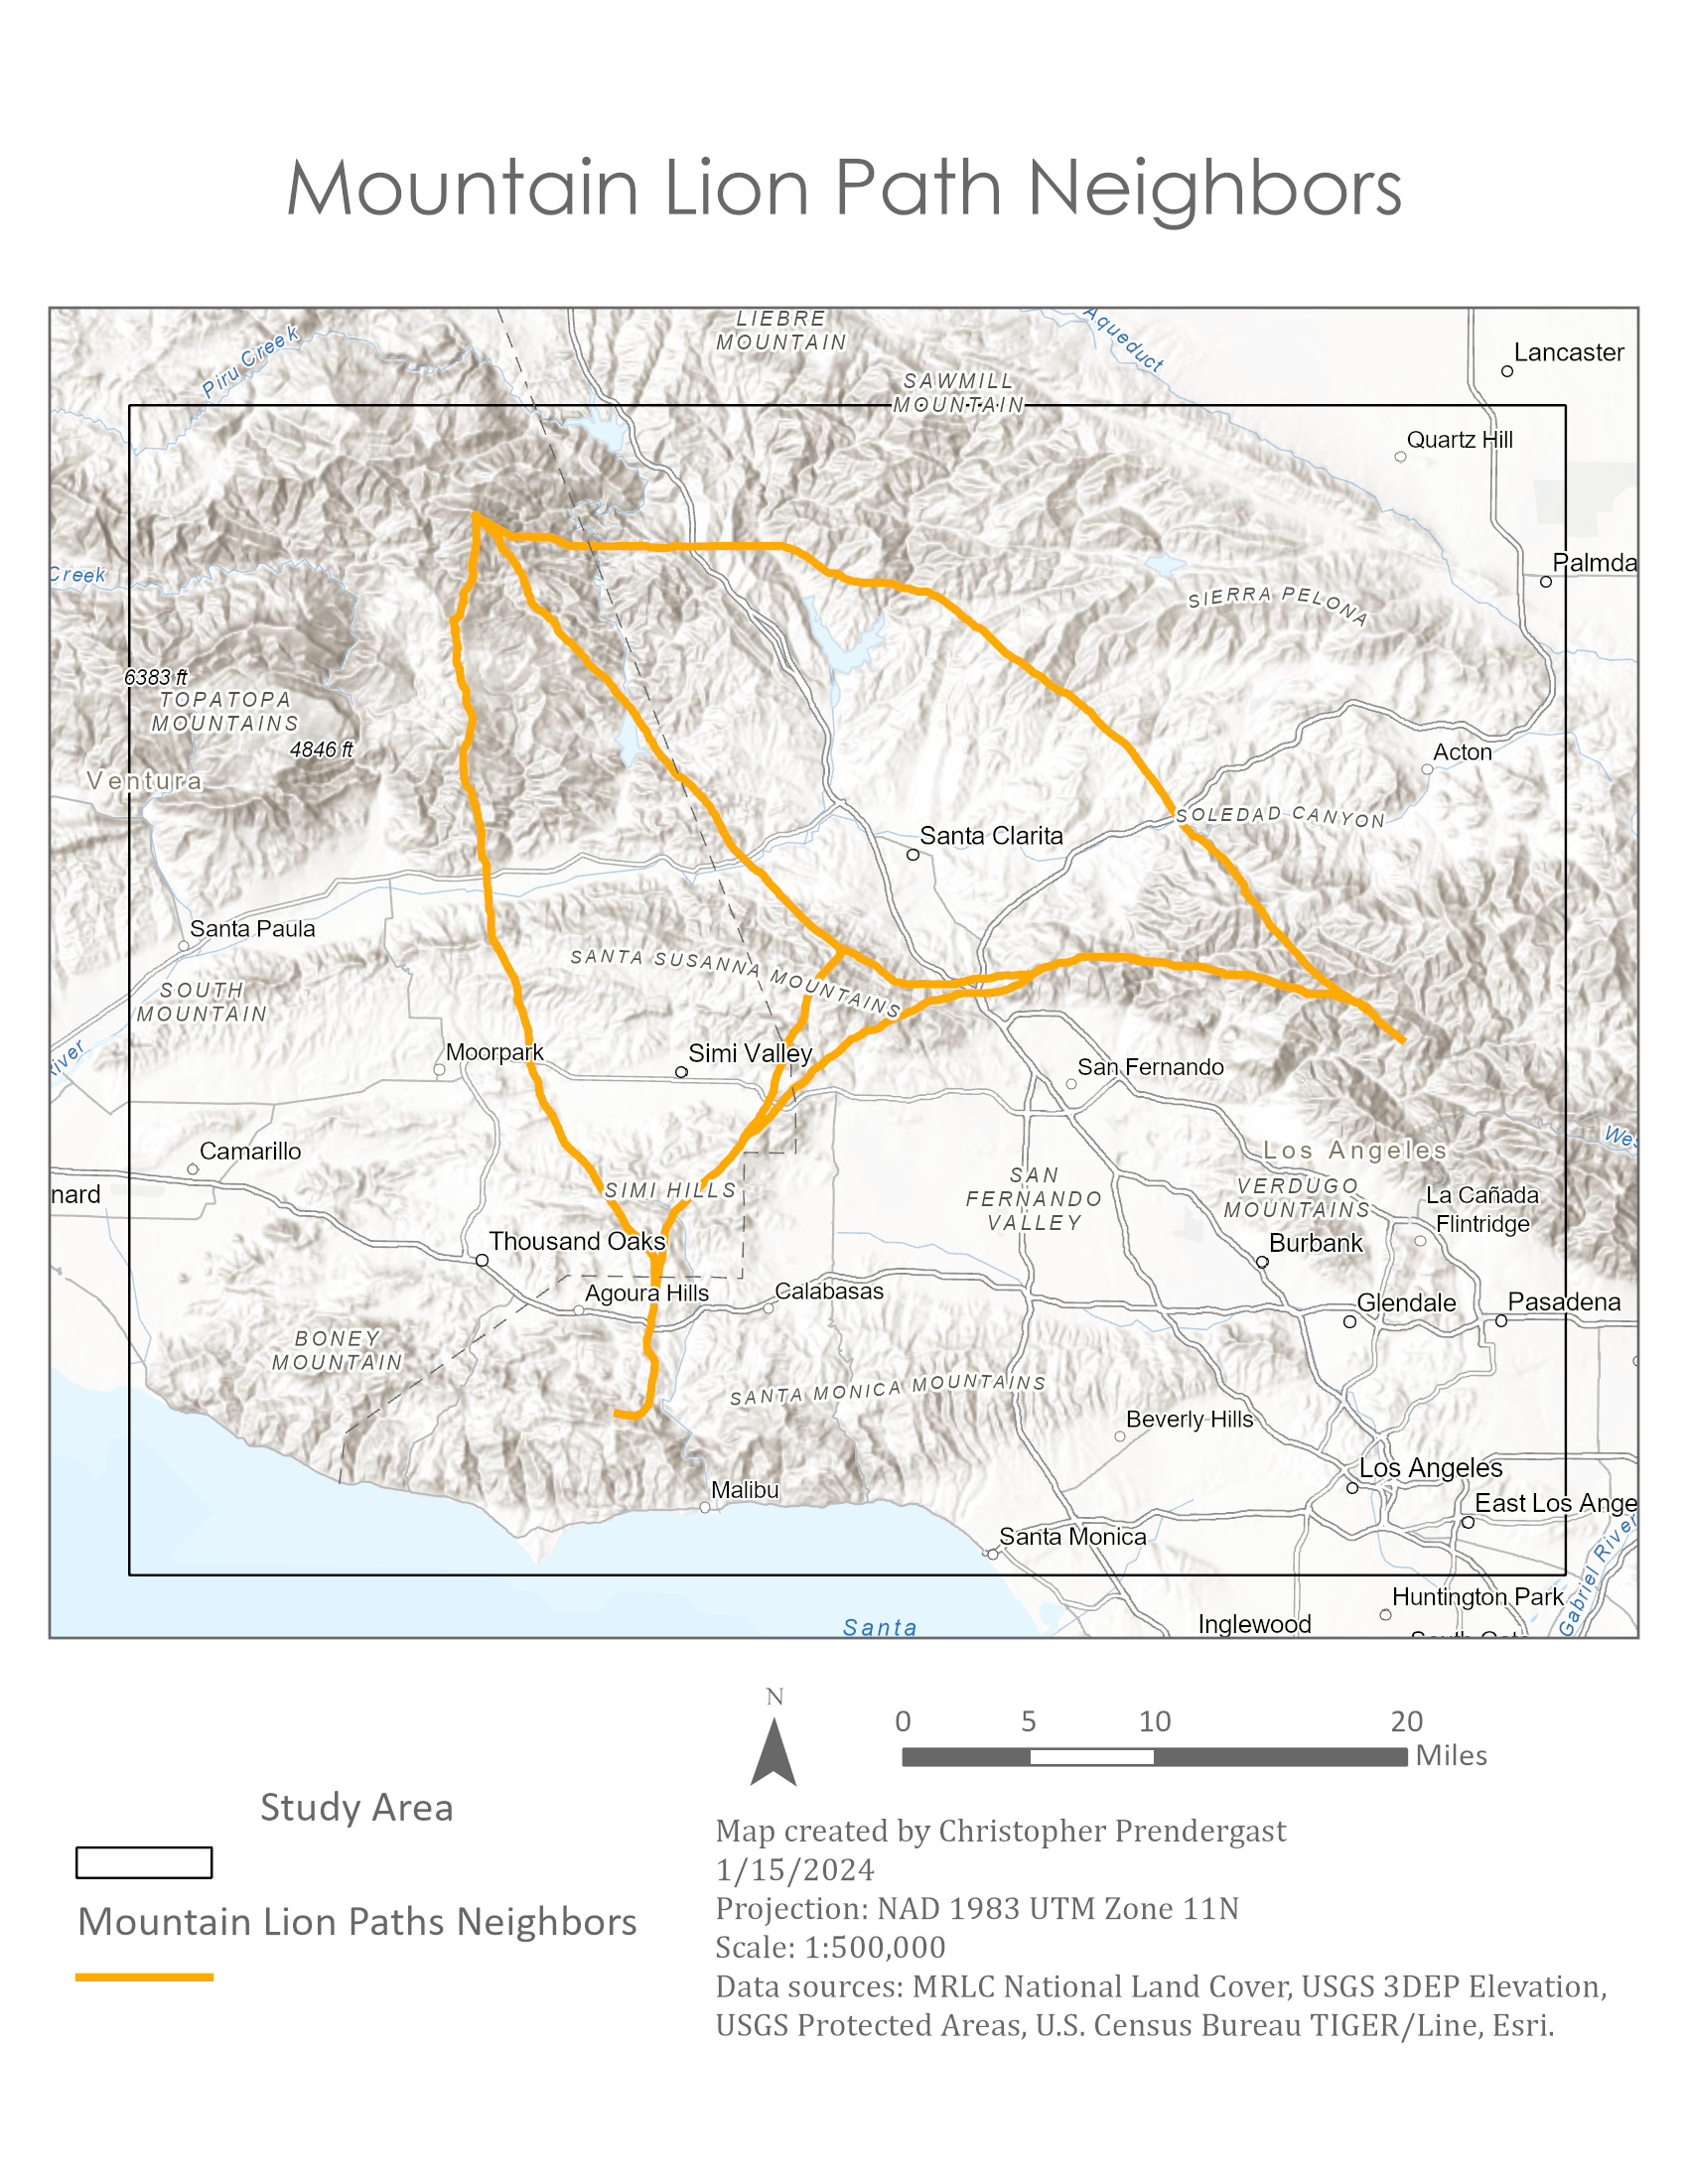 Mountain Lion Path Neighbors
LIEBRE
MOUNTAIN
Aqueduct
Piru Creek
Lancaster
SAWMILL
MOUNTAIN
Quartz Hill
Creek
Palmda
SIERRA PELONA
6383 ft
TOPATOPA
MOUNTAINS
4846 ft
Acton
Ventura
SOLEDAD CANYON
Santa Clarita
Santa Paula
SANTA SUSANNA MOUNTAINS
SOUTH
MOUNTAIN
River
Moorpark
Simi Valley
San Fernando
Camarillo
Los Angeles
Wes
nard
SIMI HILLS
SAN
FERNANDO
VALLEY
VERDUGO
MOUNTAINS
La Cañada
Flintridge
Thousand Oaks
Burbank
Agoura Hills
Calabasas
Glendale
Pasadena
BONEY
MOUNTAIN
SANTA MONICA MOUNTAINS
Beverly Hills
Los Angeles
Malibu
East Los Ange
Santa Monica
Gabriel River
Huntington Park
Santa
Inglewood
South Gate
N
0 5 10 20
Miles
Study Area
Mountain Lion Paths Neighbors
Map created by Christopher Prendergast
1/15/2024
Projection: NAD 1983 UTM Zone 11N
Scale: 1:500,000
Data sources: MRLC National Land Cover, USGS 3DEP Elevation,
USGS Protected Areas, U.S. Census Bureau TIGER/Line, Esri.